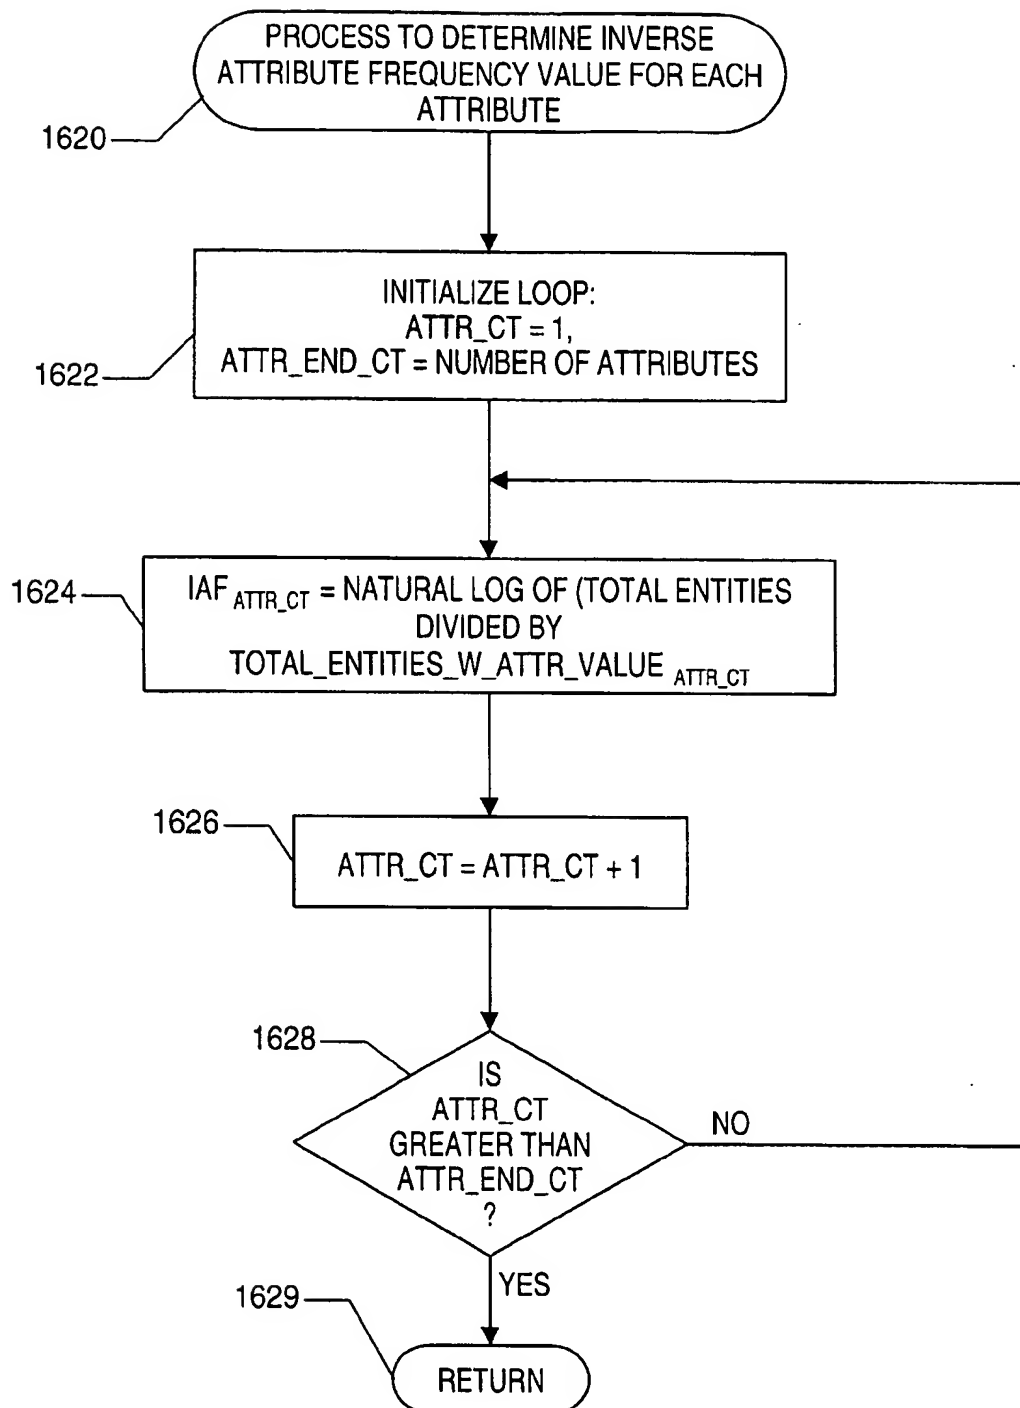 PROCESS TO DETERMINE INVERSE
ATTRIBUTE FREQUENCY VALUE FOR EACH
ATTRIBUTE
1620
INITIALIZE LOOP:
ATTR_CT = 1,
ATTR_END_CT = NUMBER OF ATTRIBUTES
1622
1624
IAF ATTR_CT = NATURAL LOG OF (TOTAL ENTITIES
DIVIDED BY
TOTAL_ENTITIES_W_ATTR_VALUE ATTR_CT
1626
ATTR_CT = ATTR_CT + 1
1628
IS
ATTR_CT
GREATER THAN
ATTR_END_CT
?
NO
YES
1629
RETURN